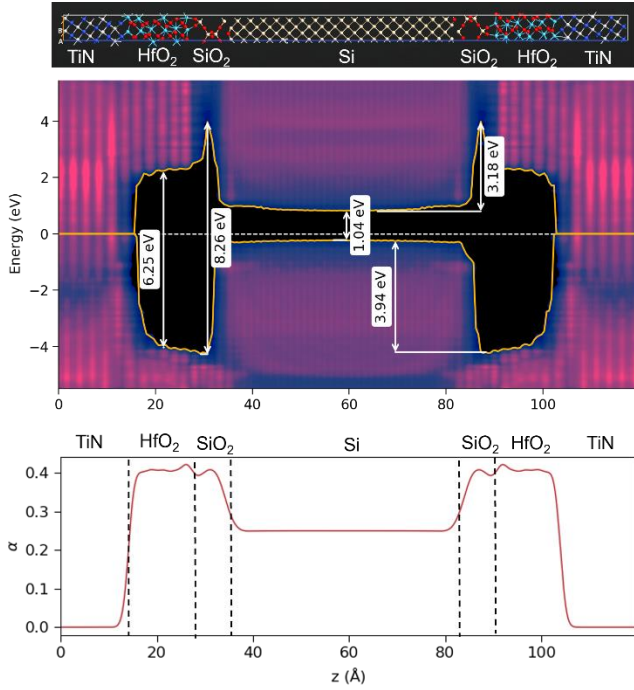 B
A
TiN HfO₂ SiO₂ Si SiO₂ HfO₂ TiN
Energy (eV)
4
2
0
−2
−4
6.25 eV
8.26 eV
1.04 eV
3.94 eV
3.18 eV
0 20 40 60 80 100
TiN HfO₂ SiO₂ Si SiO₂ HfO₂ TiN
α
0.4
0.3
0.2
0.1
0.0
0 20 40 60 80 100
z (Å)